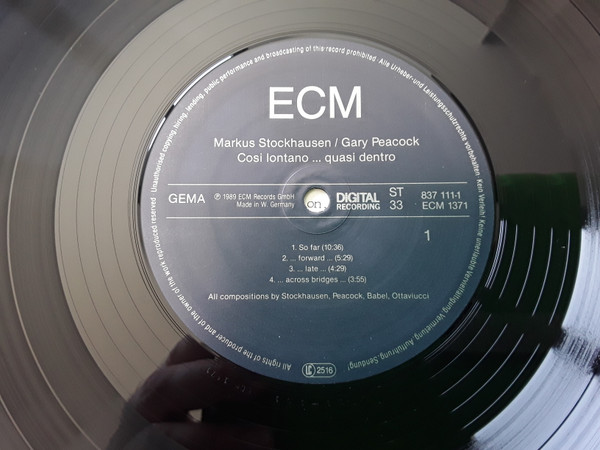 ECM
Markus Stockhausen / Gary Peacock
Cosi lontano ... quasi dentro
GEMA
℗ 1989 ECM Records GmbH
Made in W. Germany
on
DIGITAL
RECORDING
ST
33
837 111-1
ECM 1371
1
1. So far (10:36)
2. ... forward ... (5:29)
3. ... late ... (4:29)
4. ... across bridges ... (3:55)
All compositions by Stockhausen, Peacock, Babel, Ottaviucci
All rights of the producer and of the owner of the work reproduced reserved. Unauthorised copying, hiring, lending, public performance and broadcasting of this record prohibited · Alle Urheber-und Leistungsschutzrechte vorbehalten. Kein Verleih! Keine unerlaubte Vervielfältigung, Vermietung, Aufführung, Sendung!
LC 2516